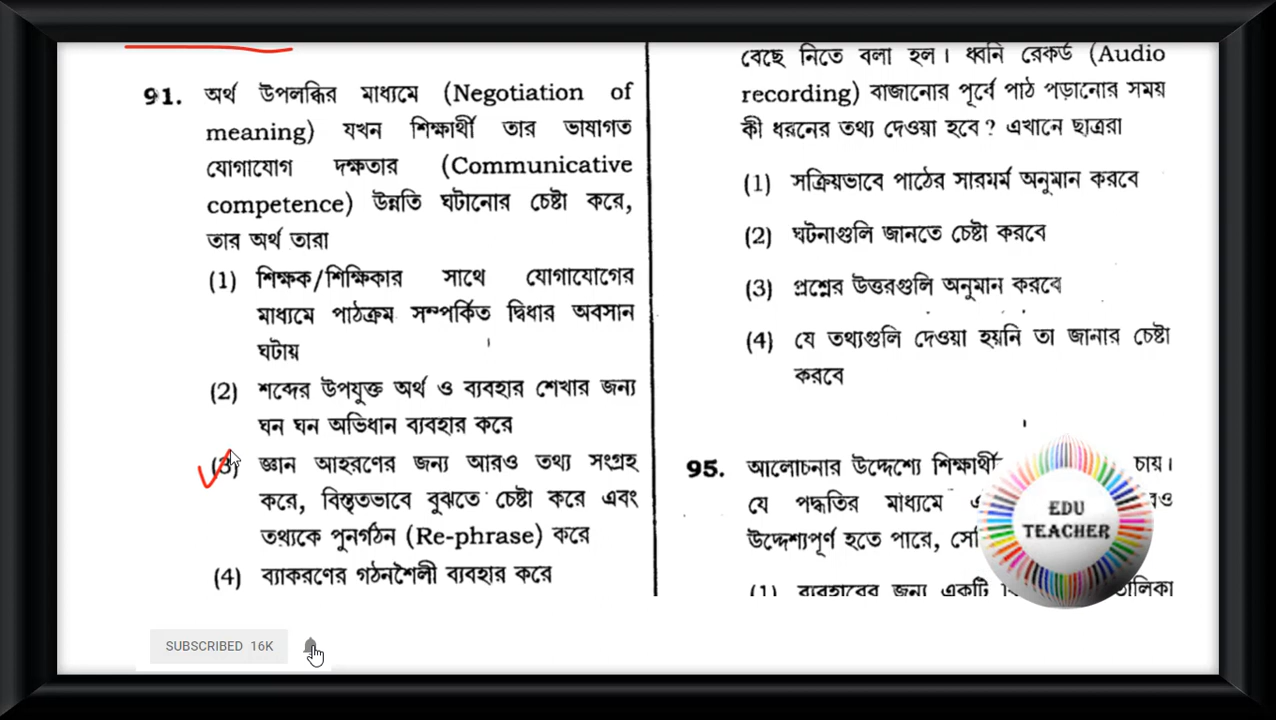 91. অর্থ উপলব্ধির মাধ্যমে (Negotiation of
meaning) যখন শিক্ষার্থী তার ভাষাগত
যোগাযোগ দক্ষতার (Communicative
competence) উন্নতি ঘটানোর চেষ্টা করে,
তার অর্থ তারা
(1) শিক্ষক/শিক্ষিকার সাথে যোগাযোগের
মাধ্যমে পাঠক্রম সম্পর্কিত দ্বিধার অবসান
ঘটায়
(2) শব্দের উপযুক্ত অর্থ ও ব্যবহার শেখার জন্য
ঘন ঘন অভিধান ব্যবহার করে
(3) জ্ঞান আহরণের জন্য আরও তথ্য সংগ্রহ
করে, বিস্তৃতভাবে বুঝতে চেষ্টা করে এবং
তথ্যকে পুনর্গঠন (Re-phrase) করে
(4) ব্যাকরণের গঠনশৈলী ব্যবহার করে
বেছে নিতে বলা হল। ধ্বনি রেকর্ড (Audio
recording) বাজানোর পূর্বে পাঠ পড়ানোর সময়
কী ধরনের তথ্য দেওয়া হবে? এখানে ছাত্ররা
(1) সক্রিয়ভাবে পাঠের সারমর্ম অনুমান করবে
(2) ঘটনাগুলি জানতে চেষ্টা করবে
(3) প্রশ্নের উত্তরগুলি অনুমান করবে
(4) যে তথ্যগুলি দেওয়া হয়নি তা জানার চেষ্টা
করবে
95. আলোচনার উদ্দেশ্যে শিক্ষার্থী চায়।
যে পদ্ধতির মাধ্যমে
উদ্দেশ্যপূর্ণ হতে পারে,
(1) ব্যবহারের জন্য একটি তালিকা
EDU
TEACHER
SUBSCRIBED 16K